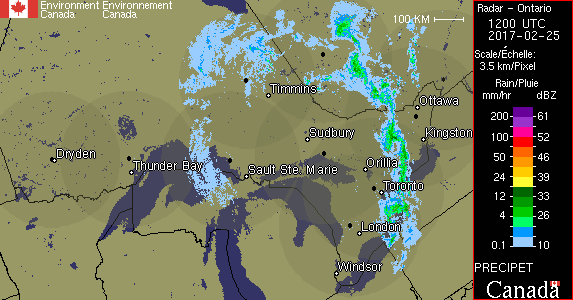 Environment Environnement
Canada Canada
100 KM
Timmins
Ottawa
Sudbury
Kingston
Dryden
Thunder Bay
Sault Ste. Marie
Orillia
Toronto
London
Windsor
Radar - Ontario
1200 UTC
2017-02-25
Scale/Échelle:
3.5 km/Pixel
Rain/Pluie
mm/hr dBZ
200 61
100 52
50 46
24 39
12 33
4 26
0.1 10
PRECIPET
Canada